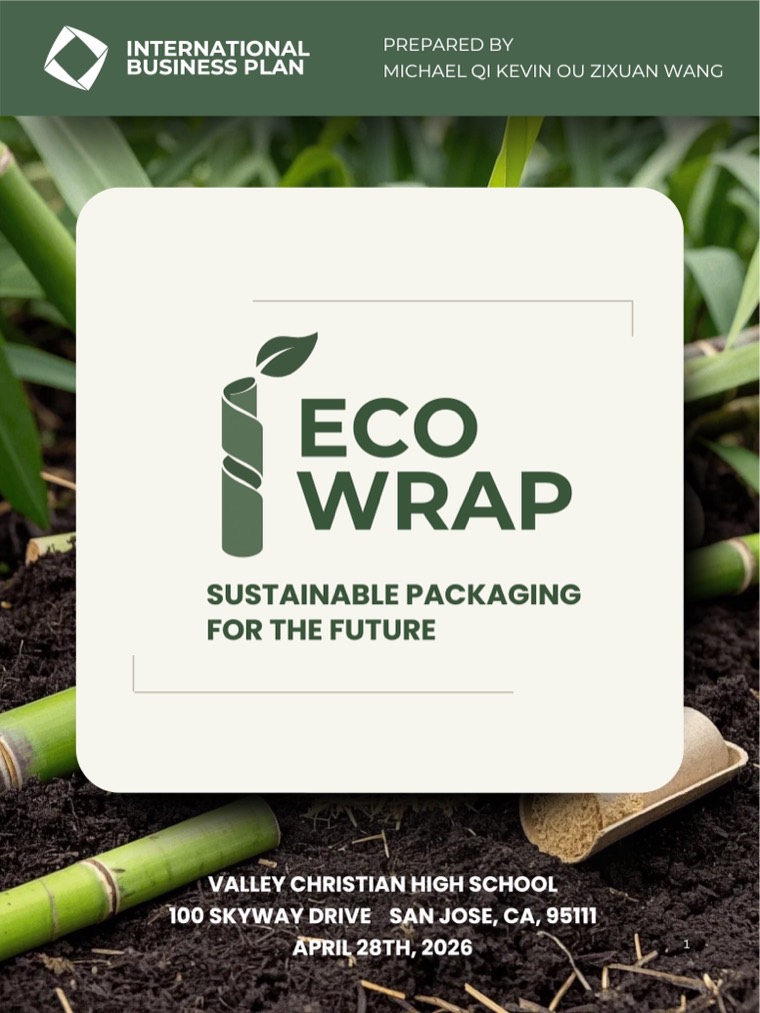 INTERNATIONAL
BUSINESS PLAN
PREPARED BY
MICHAEL QI KEVIN OU ZIXUAN WANG
ECO
WRAP
SUSTAINABLE PACKAGING
FOR THE FUTURE
VALLEY CHRISTIAN HIGH SCHOOL
100 SKYWAY DRIVE SAN JOSE, CA, 95111
APRIL 28TH, 2026
1